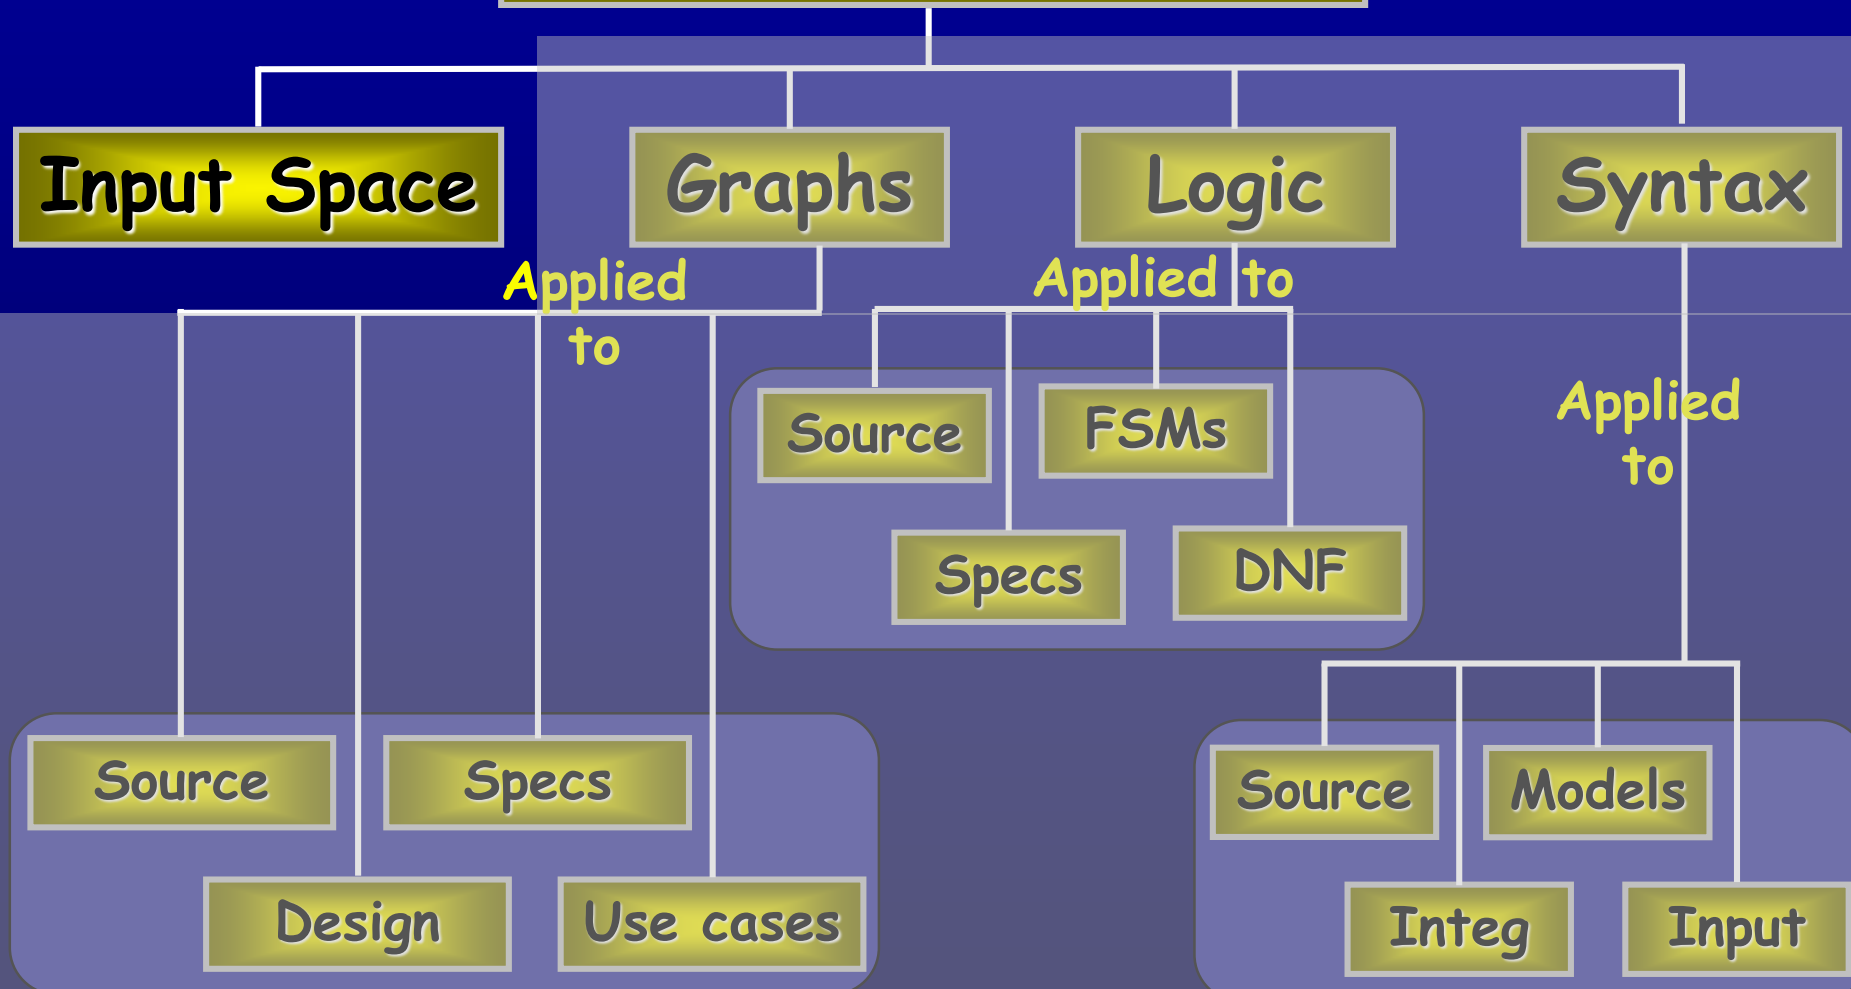 Input Space
Graphs
Logic
Syntax
Applied
to
Applied to
Applied
to
Source
FSMs
Specs
DNF
Source
Specs
Design
Use cases
Source
Models
Integ
Input